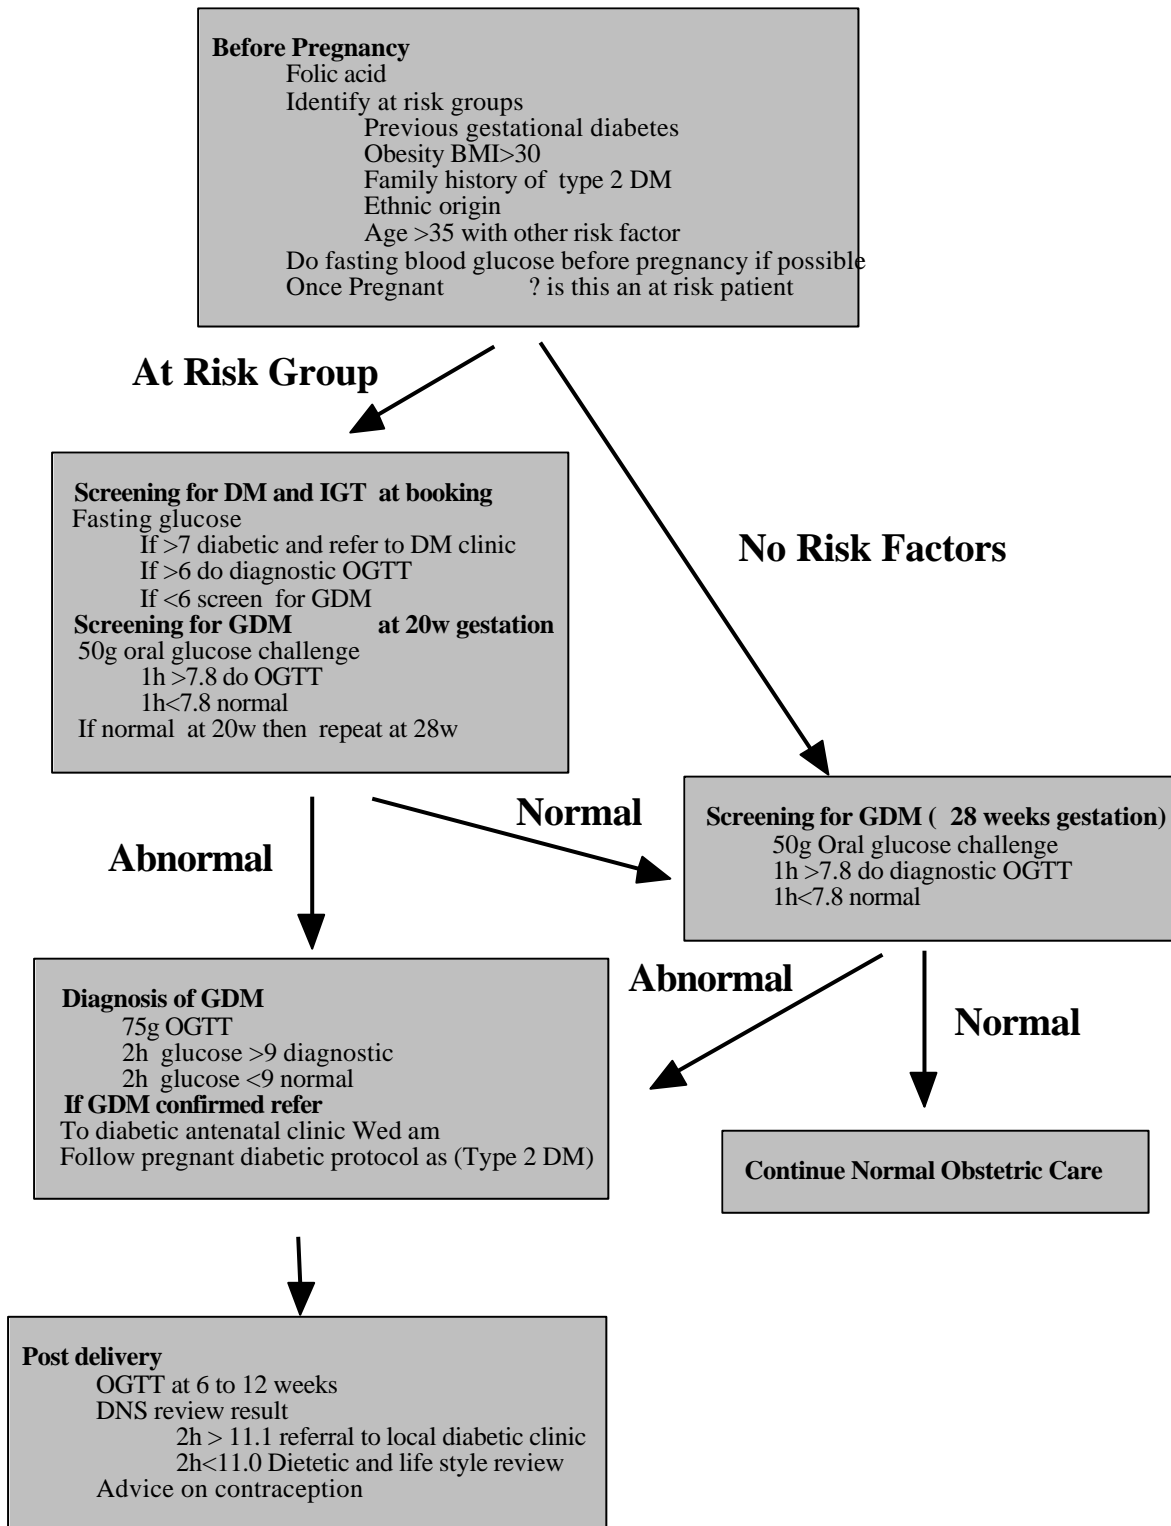 Before Pregnancy
Folic acid
Identify at risk groups
Previous gestational diabetes
Obesity BMI>30
Family history of type 2 DM
Ethnic origin
Age >35 with other risk factor
Do fasting blood glucose before pregnancy if possible
Once Pregnant ? is this an at risk patient
At Risk Group
No Risk Factors
Screening for DM and IGT at booking
Fasting glucose
If >7 diabetic and refer to DM clinic
If >6 do diagnostic OGTT
If <6 screen for GDM
Screening for GDM at 20w gestation
50g oral glucose challenge
1h >7.8 do OGTT
1h<7.8 normal
If normal at 20w then repeat at 28w
Abnormal
Normal
Screening for GDM ( 28 weeks gestation)
50g Oral glucose challenge
1h >7.8 do diagnostic OGTT
1h<7.8 normal
Abnormal
Normal
Diagnosis of GDM
75g OGTT
2h glucose >9 diagnostic
2h glucose <9 normal
If GDM confirmed refer
To diabetic antenatal clinic Wed am
Follow pregnant diabetic protocol as (Type 2 DM)
Continue Normal Obstetric Care
Post delivery
OGTT at 6 to 12 weeks
DNS review result
2h > 11.1 referral to local diabetic clinic
2h<11.0 Dietetic and life style review
Advice on contraception